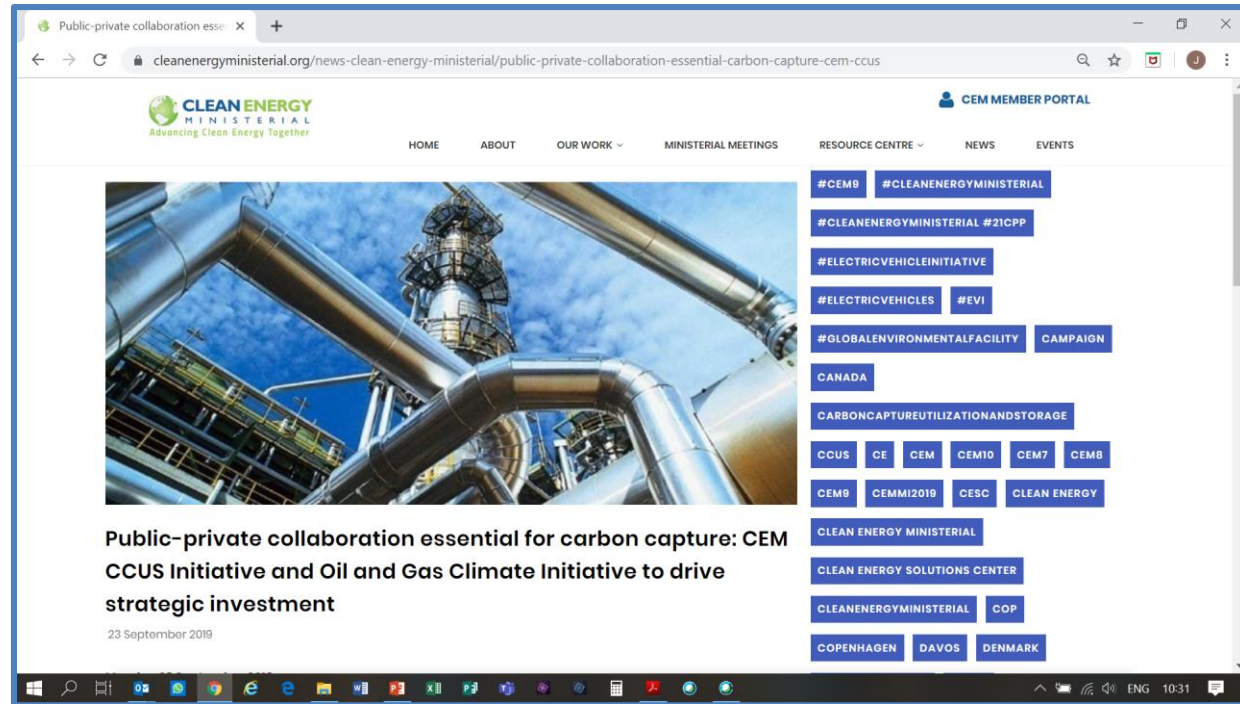 Public-private collaboration esse
cleanenergyministerial.org/news-clean-energy-ministerial/public-private-collaboration-essential-carbon-capture-cem-ccus
J
CLEAN ENERGY
MINISTERIAL
Advancing Clean Energy Together
CEM MEMBER PORTAL
HOME ABOUT OUR WORK MINISTERIAL MEETINGS RESOURCE CENTRE NEWS EVENTS
#CEM9 #CLEANENERGYMINISTERIAL
#CLEANENERGYMINISTERIAL #21CPP
#ELECTRICVEHICLEINITIATIVE
#ELECTRICVEHICLES #EVI
#GLOBALENVIRONMENTALFACILITY CAMPAIGN
CANADA
CARBONCAPTUREUTILIZATIONANDSTORAGE
CCUS CE CEM CEM10 CEM7 CEM8
CEM9 CEMMI2019 CESC CLEAN ENERGY
CLEAN ENERGY MINISTERIAL
CLEAN ENERGY SOLUTIONS CENTER
CLEANENERGYMINISTERIAL COP
COPENHAGEN DAVOS DENMARK
Public-private collaboration essential for carbon capture: CEM
CCUS Initiative and Oil and Gas Climate Initiative to drive
strategic investment
23 September 2019
ENG 10:31